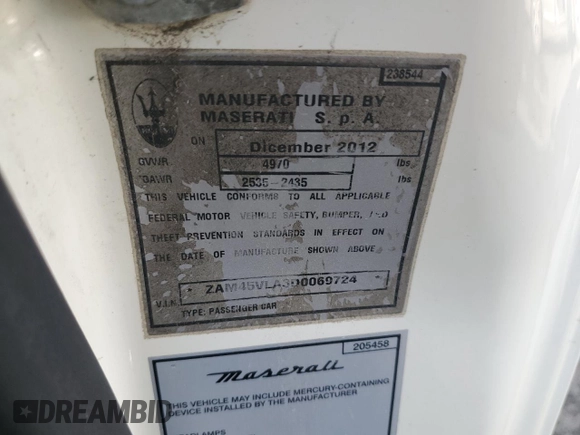 238544
MANUFACTURED BY
MASERATI S. p. A.
ON Dicember 2012
GVWR 4970 lbs
GAWR 2535-2435 lbs
THIS VEHICLE CONFORMS TO ALL APPLICABLE
FEDERAL MOTOR VEHICLE SAFETY, BUMPER, AND
THEFT PREVENTION STANDARDS IN EFFECT ON
THE DATE OF MANUFACTURE SHOWN ABOVE
V.I.N. * ZAM45VLA3D0069724 *
TYPE: PASSENGER CAR
205458
Maserati
THIS VEHICLE MAY INCLUDE MERCURY-CONTAINING
DEVICE INSTALLED BY THE MANUFACTURER
DREAMBID